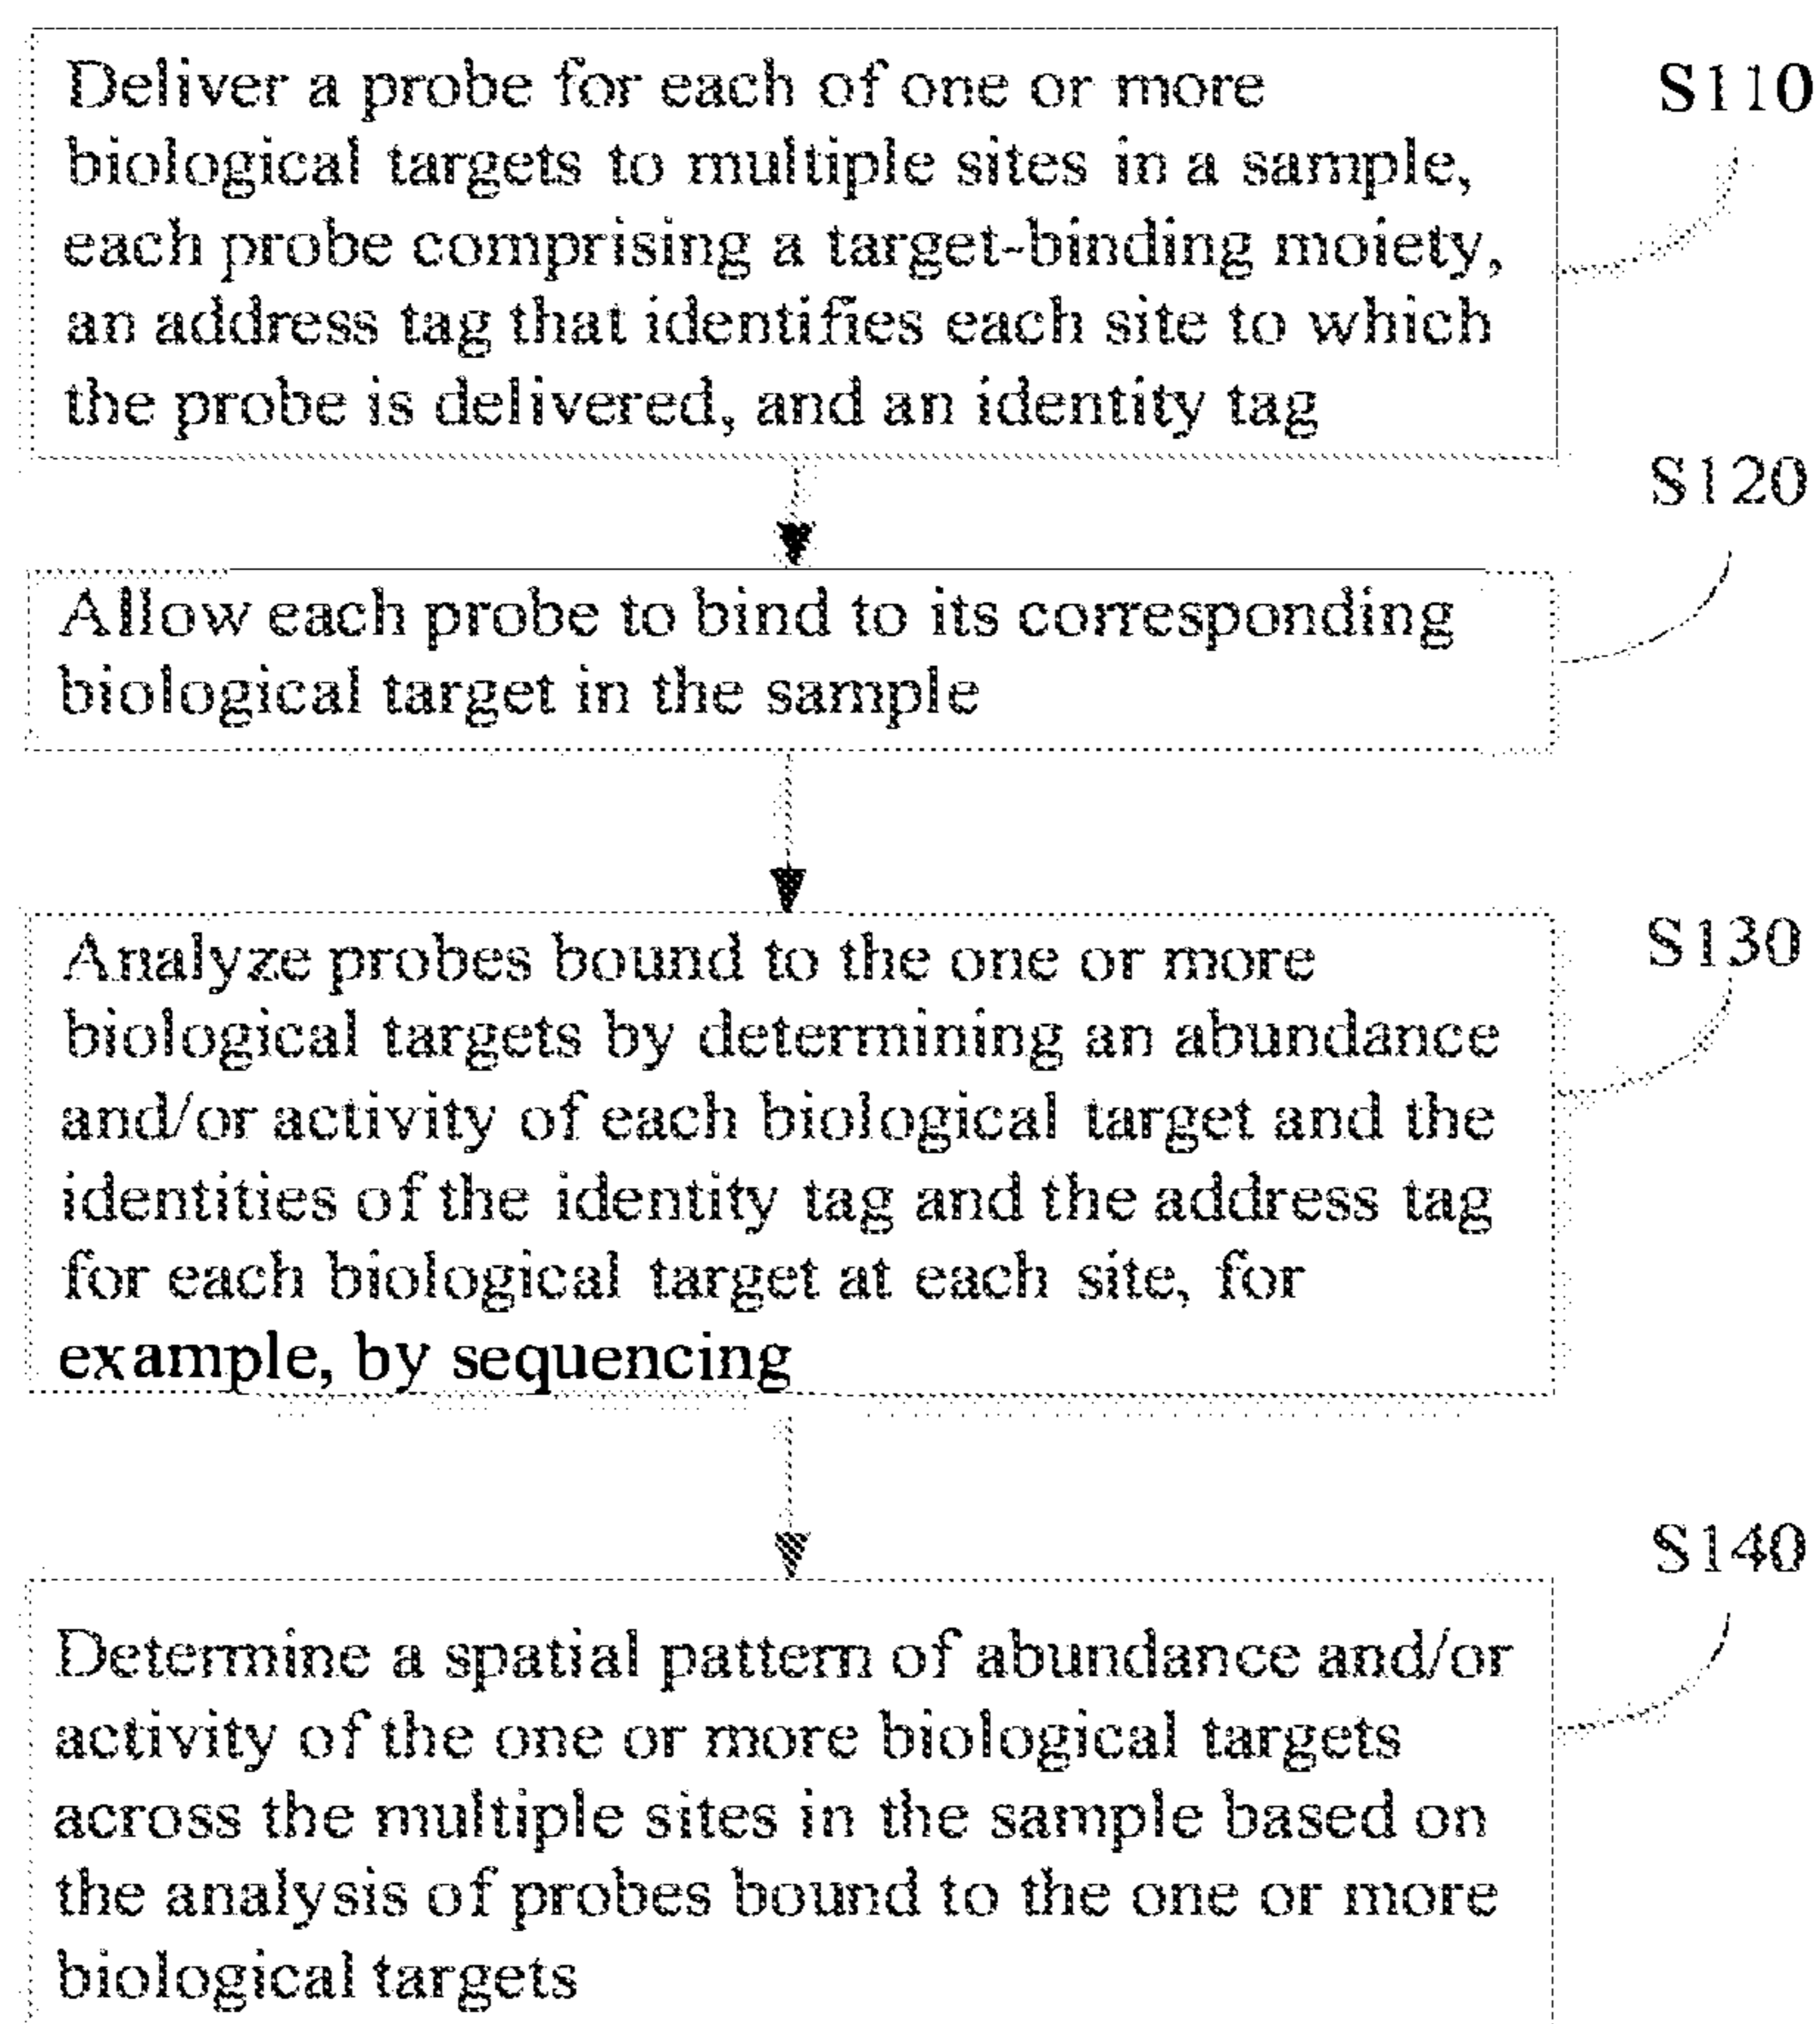 Deliver a probe for each of one or more
biological targets to multiple sites in a sample,
each probe comprising a target-binding moiety,
an address tag that identifies each site to which
the probe is delivered, and an identity tag
S110
Allow each probe to bind to its corresponding
biological target in the sample
S120
Analyze probes bound to the one or more
biological targets by determining an abundance
and/or activity of each biological target and the
identities of the identity tag and the address tag
for each biological target at each site, for
example, by sequencing
S130
Determine a spatial pattern of abundance and/or
activity of the one or more biological targets
across the multiple sites in the sample based on
the analysis of probes bound to the one or more
biological targets
S140